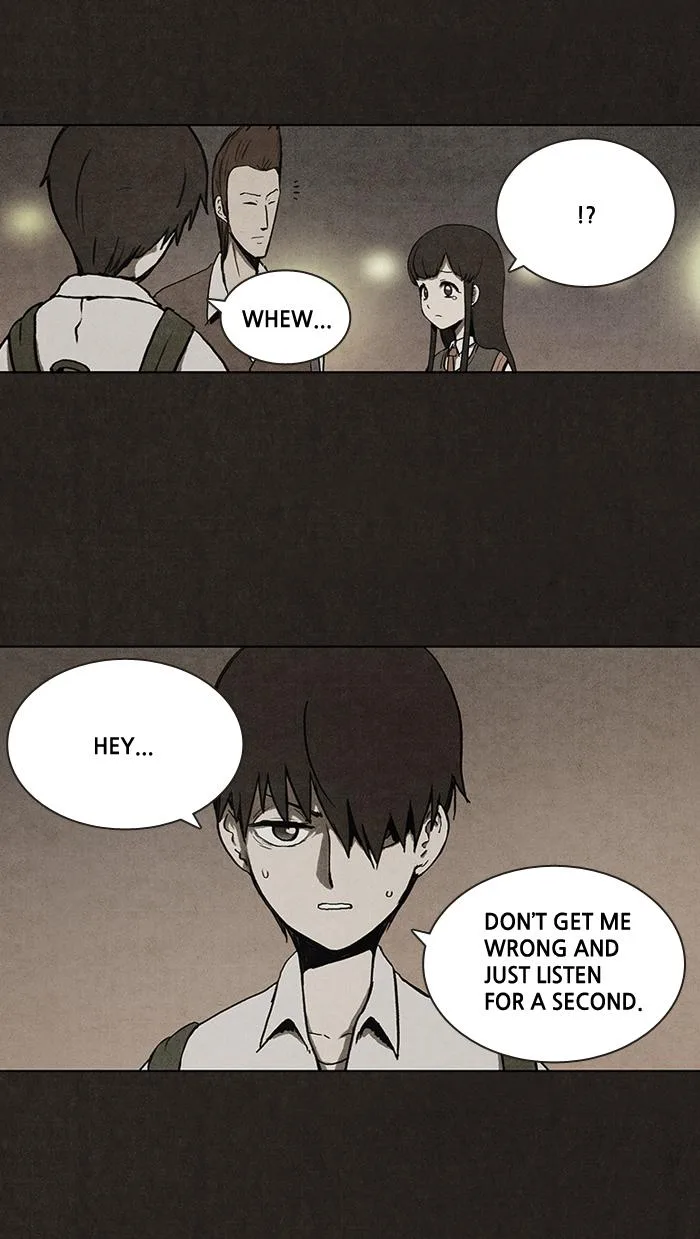 !?
WHEW...
HEY...
DON'T GET ME
WRONG AND
JUST LISTEN
FOR A SECOND.